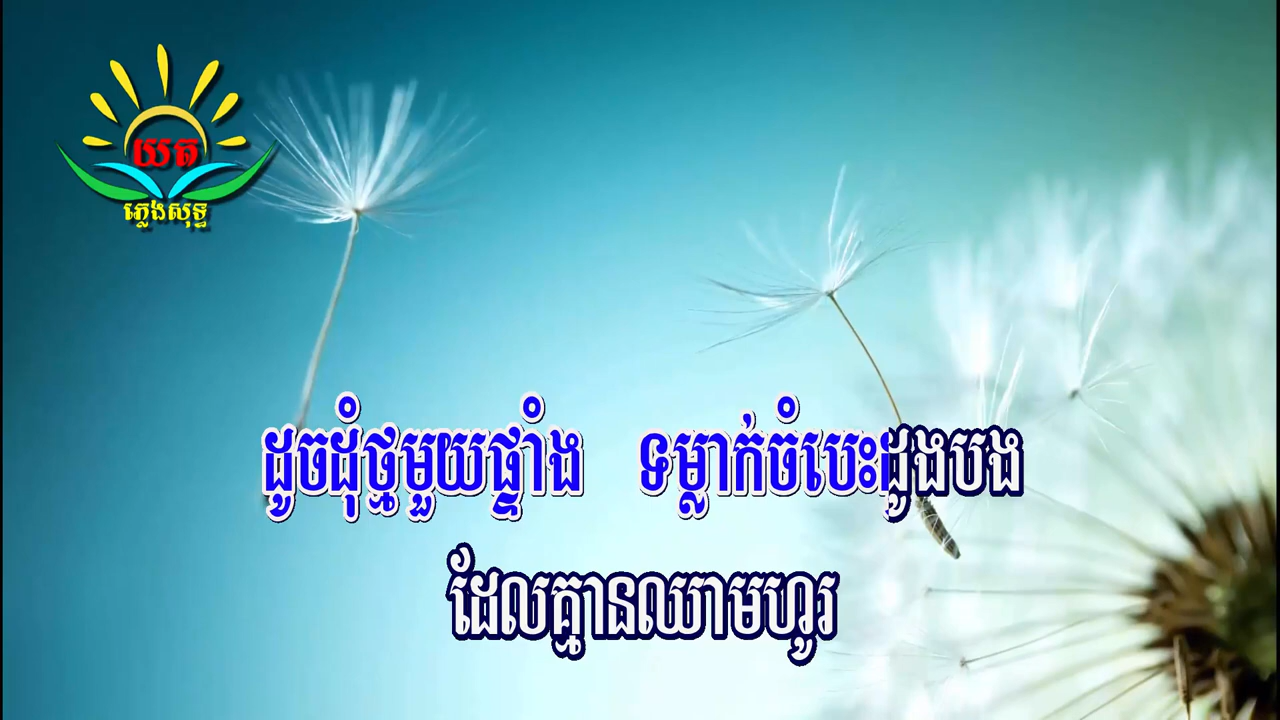 យត
ភ្លេងសុទ្ធ
ដូចដុំថ្មមួយផ្ទាំង ទម្លាក់ចំបេះដូងបង
ដែលគ្មានឈាមហូរ